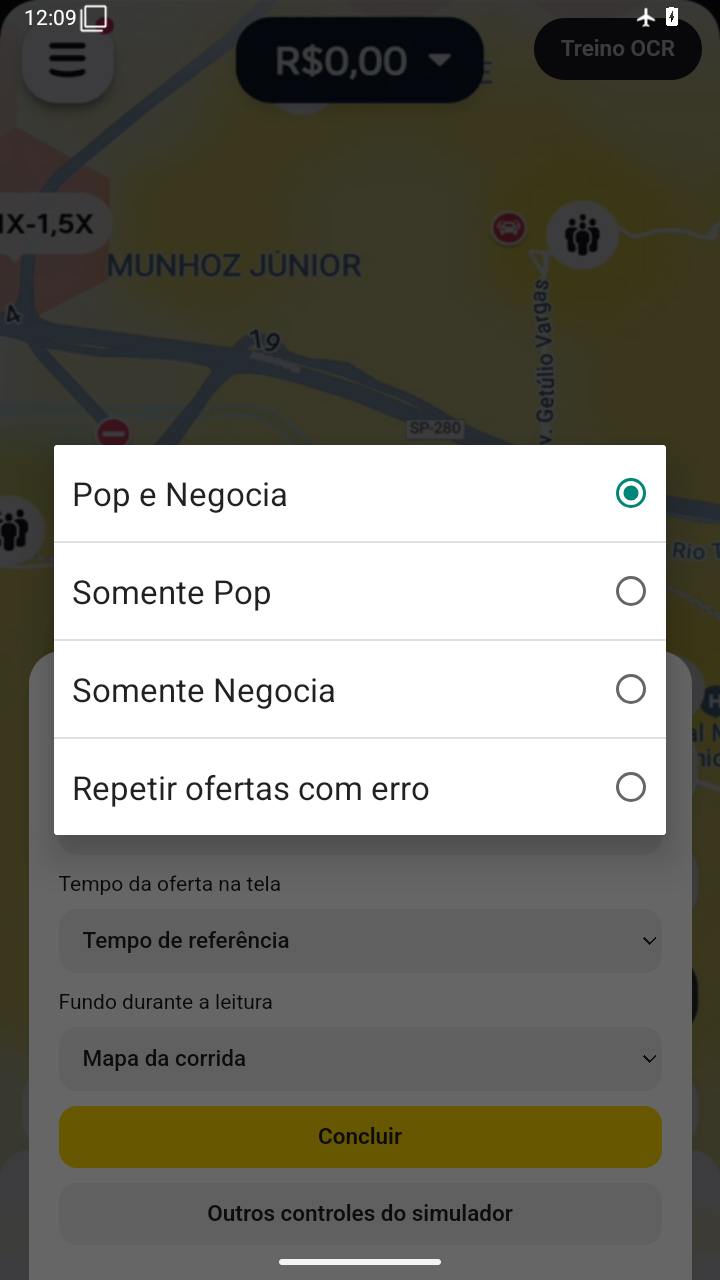 12:09
R$0,00
Treino OCR
1X-1,5X
MUNHOZ JÚNIOR
4
19
v. Getúlio Vargas
SP-280
Pop e Negocia
Rio
Somente Pop
Somente Negocia
Repetir ofertas com erro
Tempo da oferta na tela
Tempo de referência
Fundo durante a leitura
Mapa da corrida
Concluir
Outros controles do simulador